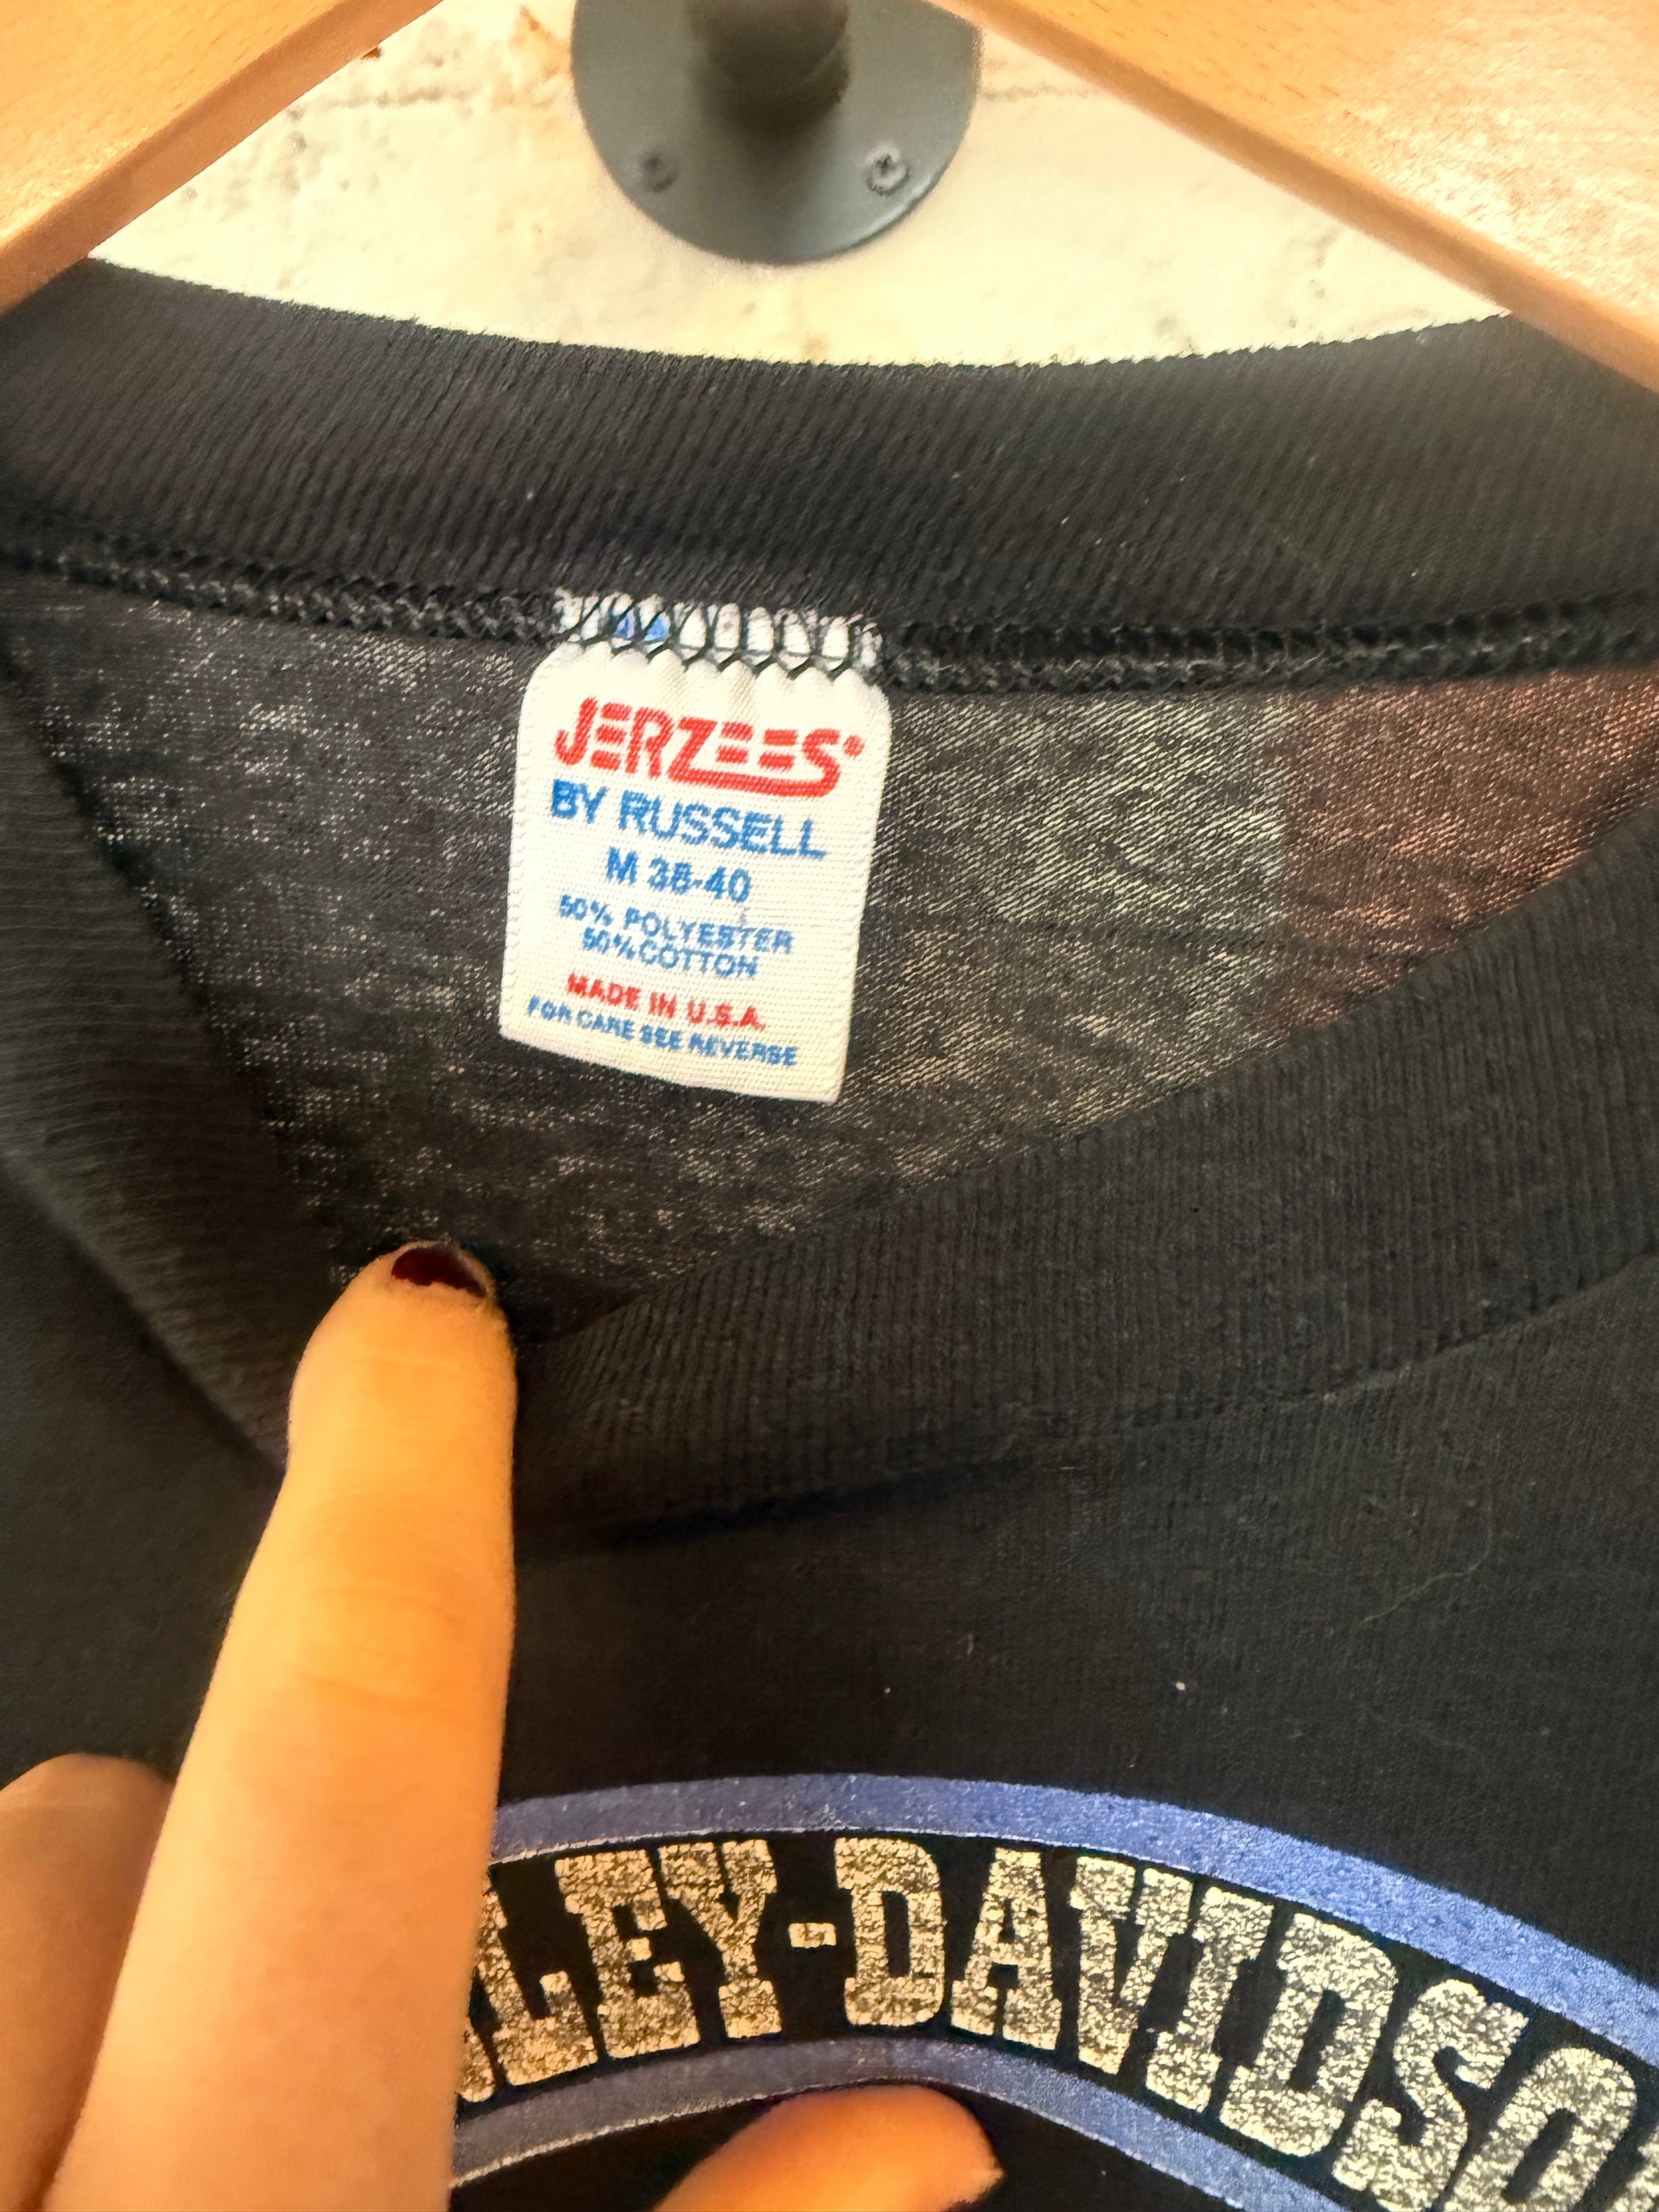 JERZEES
BY RUSSELL
M 38-40
50% POLYESTER
50% COTTON
MADE IN U.S.A.
FOR CARE SEE REVERSE
LEY-DAVIDSO